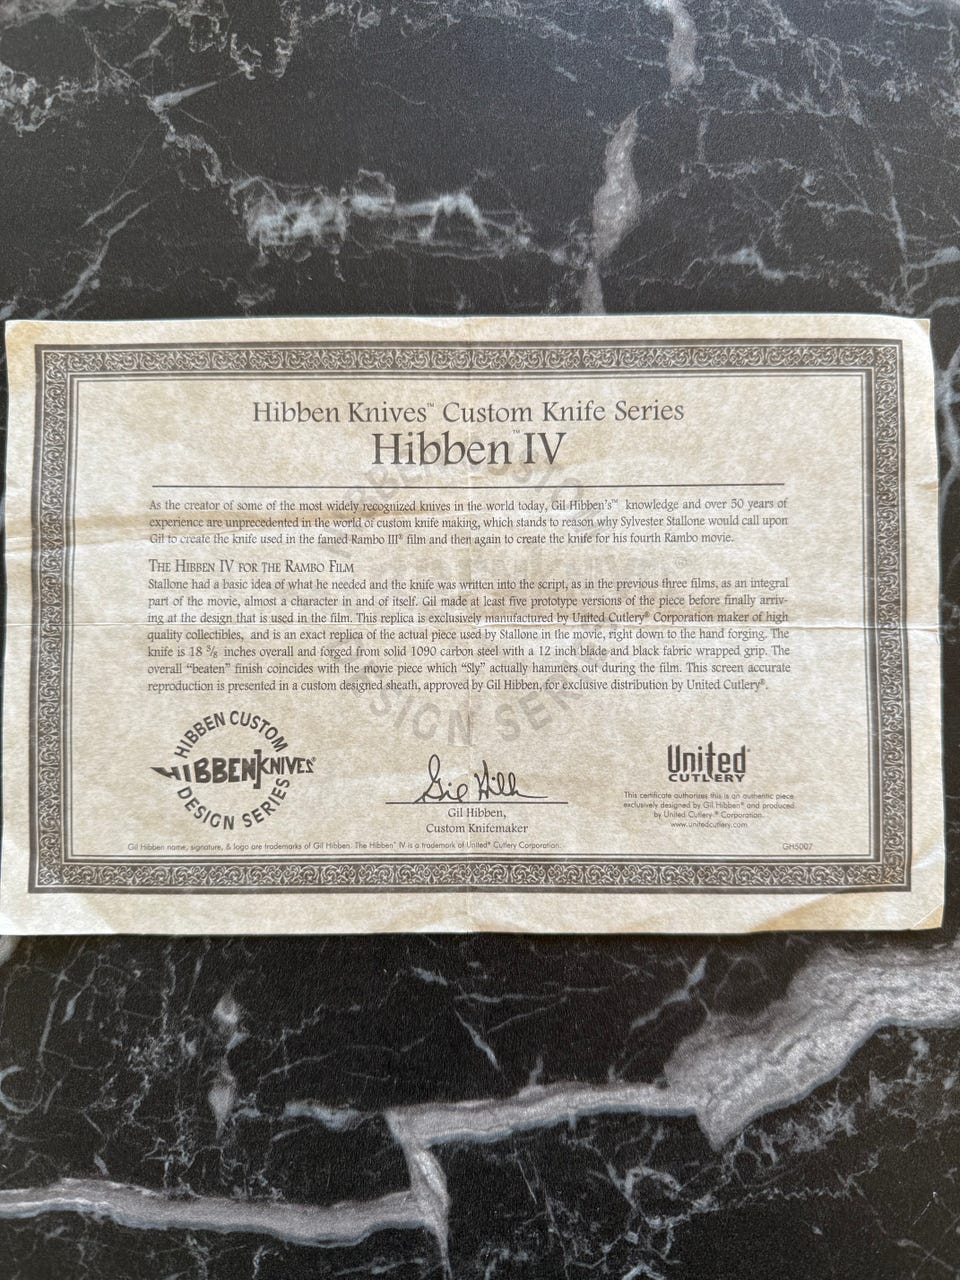 Hibben Knives™ Custom Knife Series
Hibben™ IV
As the creator of some of the most widely recognized knives in the world today, Gil Hibben's™ knowledge and over 50 years of
experience are unprecedented in the world of custom knife making, which stands to reason why Sylvester Stallone would call upon
Gil to create the knife used in the famed Rambo III® film and then again to create the knife for his fourth Rambo movie.
The Hibben IV for the Rambo Film
Stallone had a basic idea of what he needed and the knife was written into the script, as in the previous three films, as an integral
part of the movie, almost a character in and of itself. Gil made at least five prototype versions of the piece before finally arriv-
ing at the design that is used in the film. This replica is exclusively manufactured by United Cutlery® Corporation maker of high
quality collectibles, and is an exact replica of the actual piece used by Stallone in the movie, right down to the hand forging. The
knife is 18 5/8 inches overall and forged from solid 1090 carbon steel with a 12 inch blade and black fabric wrapped grip. The
overall "beaten" finish coincides with the movie piece which "Sly" actually hammers out during the film. This screen accurate
reproduction is presented in a custom designed sheath, approved by Gil Hibben, for exclusive distribution by United Cutlery®.
HIBBEN CUSTOM
HIBBEN KNIVES
DESIGN SERIES
Gil Hibben
Gil Hibben,
Custom Knifemaker
United
CUTLERY
This certificate authorizes this is an authentic piece
exclusively designed by Gil Hibben® and produced
by United Cutlery® Corporation.
www.unitedcutlery.com
Gil Hibben name, signature, & logo are trademarks of Gil Hibben. The Hibben™ IV is a trademark of United® Cutlery Corporation.
GH5007
DESIGN SER